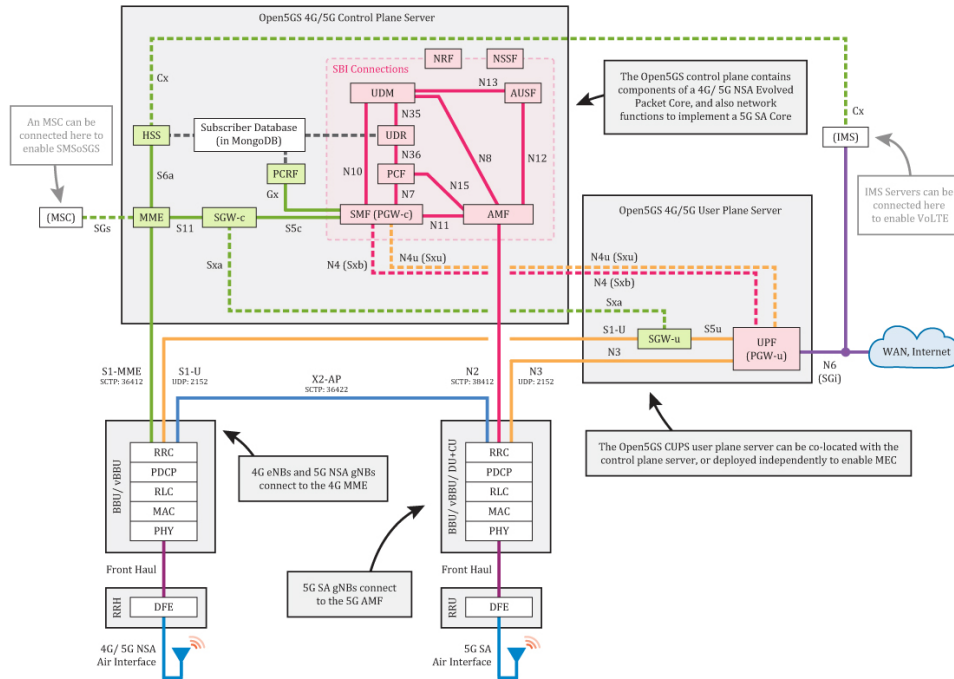 Open5GS 4G/5G Control Plane Server
NRF
NSSF
SBI Connections
N13
Cx
UDM
AUSF
The Open5GS control plane contains
components of a 4G/ 5G NSA Evolved
Packet Core, and also network
functions to implement a 5G SA Core
An MSC can be
connected here to
enable SMSoSGS
N35
Cx
HSS
Subscriber Database
(in MongoDB)
UDR
(IMS)
N36
N8
N12
S6a
PCRF
N10
PCF
N15
Gx
N7
IMS Servers can be
connected here
to enable VoLTE
(MSC)
MME
SGW-c
SMF (PGW-c)
AMF
Open5GS 4G/5G User Plane Server
SGs
S11
S5c
N11
Sxa
N4 (Sxb)
N4u (Sxu)
N4u (Sxu)
N4 (Sxb)
Sxa
S1-U
SGW-u
S5u
UPF
(PGW-u)
WAN, Internet
N3
N6
(SGi)
S1-MME
SCTP: 36412
S1-U
UDP: 2152
X2-AP
SCTP: 36422
N2
SCTP: 38412
N3
UDP: 2152
BBU/ vBBU
RRC
PDCP
RLC
MAC
PHY
4G eNBs and 5G NSA gNBs
connect to the 4G MME
BBU/ vBBU/ DU+CU
RRC
PDCP
RLC
MAC
PHY
The Open5GS CUPS user plane server can be co-located with the
control plane server, or deployed independently to enable MEC
Front Haul
5G SA gNBs connect
to the 5G AMF
Front Haul
RRH
DFE
RRU
DFE
4G/ 5G NSA
Air Interface
5G SA
Air Interface